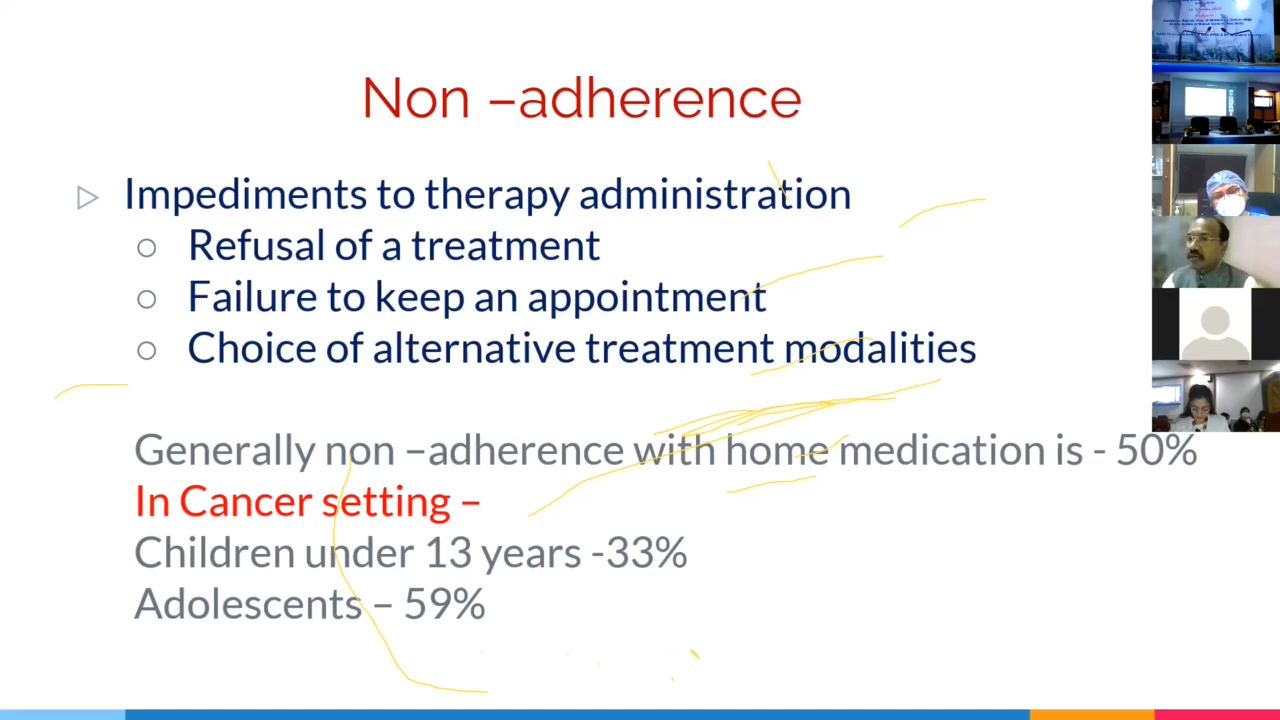 Non –adherence
Impediments to therapy administration
Refusal of a treatment
Failure to keep an appointment
Choice of alternative treatment modalities
Generally non –adherence with home medication is - 50%
In Cancer setting –
Children under 13 years -33%
Adolescents – 59%